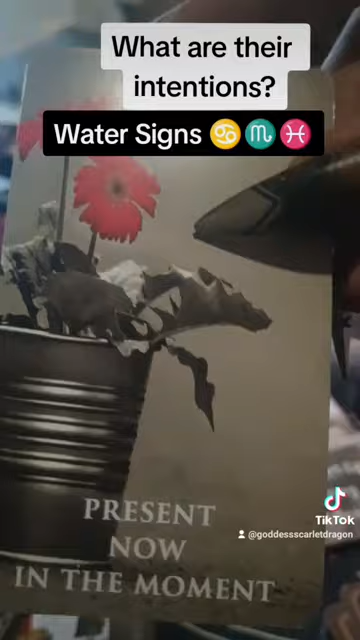 What are their
intentions?
Water Signs ♋♏♓
PRESENT
NOW
IN THE MOMENT
TikTok
@goddessscarletdragon